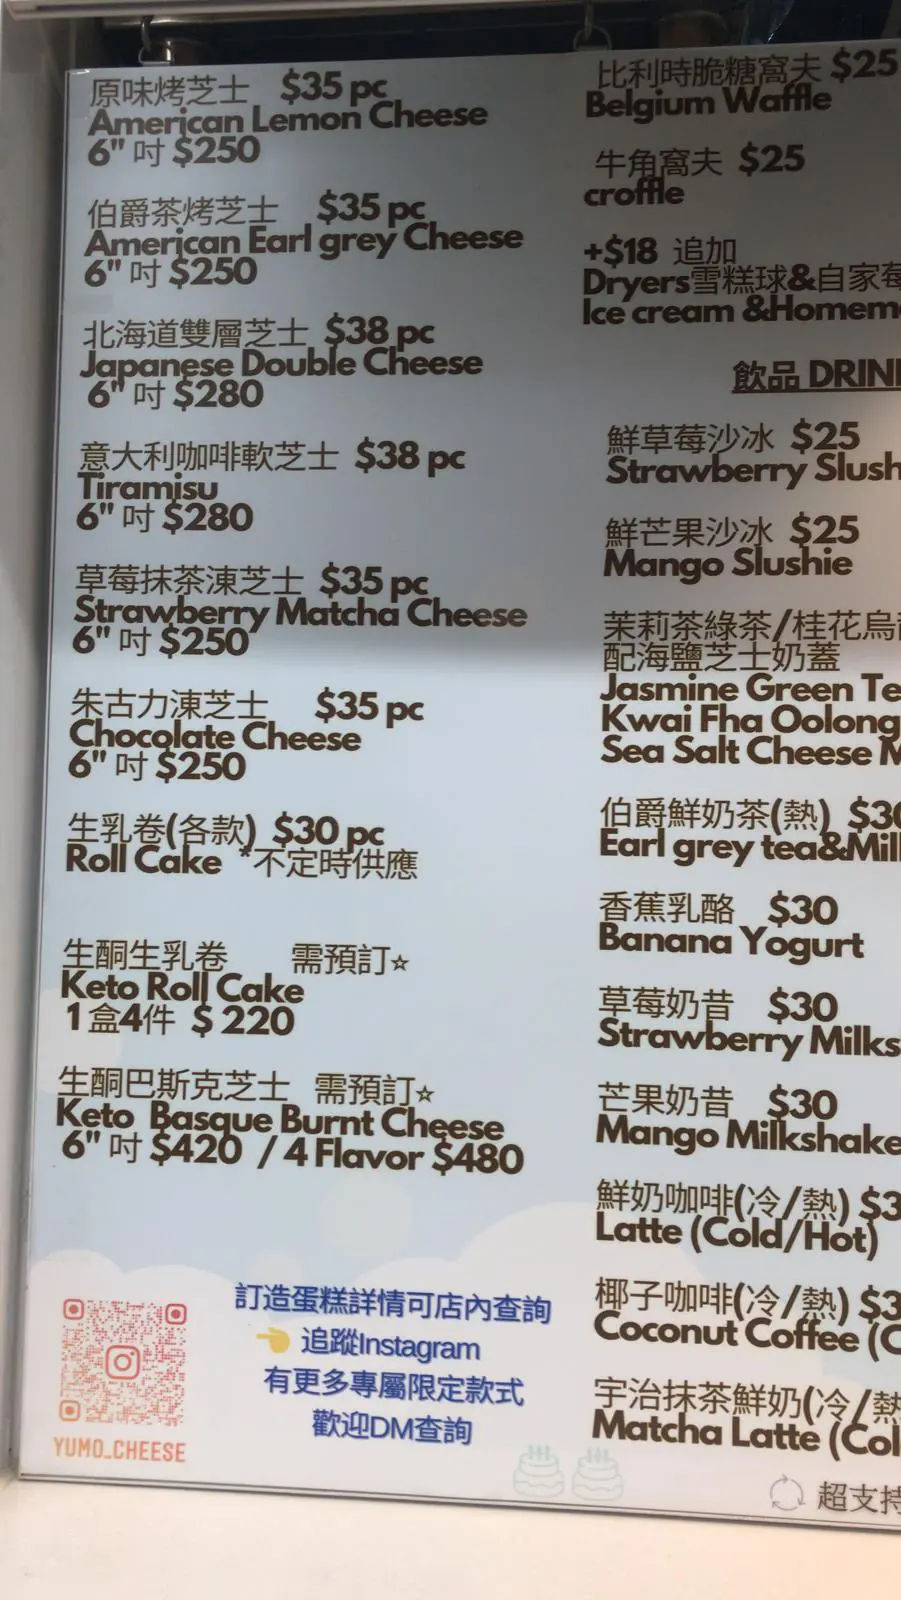 原味烤芝士 $35 pc
American Lemon Cheese
6" 吋 $250
伯爵茶烤芝士 $35 pc
American Earl grey Cheese
6" 吋 $250
北海道雙層芝士 $38 pc
Japanese Double Cheese
6" 吋 $280
意大利咖啡軟芝士 $38 pc
Tiramisu
6" 吋 $280
草莓抹茶凍芝士 $35 pc
Strawberry Matcha Cheese
6" 吋 $250
朱古力凍芝士 $35 pc
Chocolate Cheese
6" 吋 $250
生乳卷(各款) $30 pc
Roll Cake *不定時供應
生酮生乳卷 需預訂☆
Keto Roll Cake
1盒4件 $ 220
生酮巴斯克芝士 需預訂☆
Keto Basque Burnt Cheese
6" 吋 $420 / 4 Flavor $480
訂造蛋糕詳情可店內查詢
👈 追蹤Instagram
有更多專屬限定款式
歡迎DM查詢
YUMO_CHEESE
比利時脆糖窩夫 $25
Belgium Waffle
牛角窩夫 $25
croffle
+$18 追加
Dryers雪糕球&自家
Ice cream &
飲品
鮮草莓沙冰 $25
Strawberry
鮮芒果沙冰 $25
Mango Slushie
茉莉茶綠茶/桂花烏
配海鹽芝士奶蓋
Jasmine Green
Kwai Fha Oolong
Sea Salt Cheese
伯爵鮮奶茶(熱)
Earl grey tea&
香蕉乳酪 $30
Banana Yogurt
草莓奶昔 $30
Strawberry
芒果奶昔 $30
Mango Milkshake
鮮奶咖啡(冷/熱)
Latte (Cold/Hot)
椰子咖啡(冷/熱)
Coconut Coffee
宇治抹茶鮮奶(冷/熱
Matcha Latte
超支持